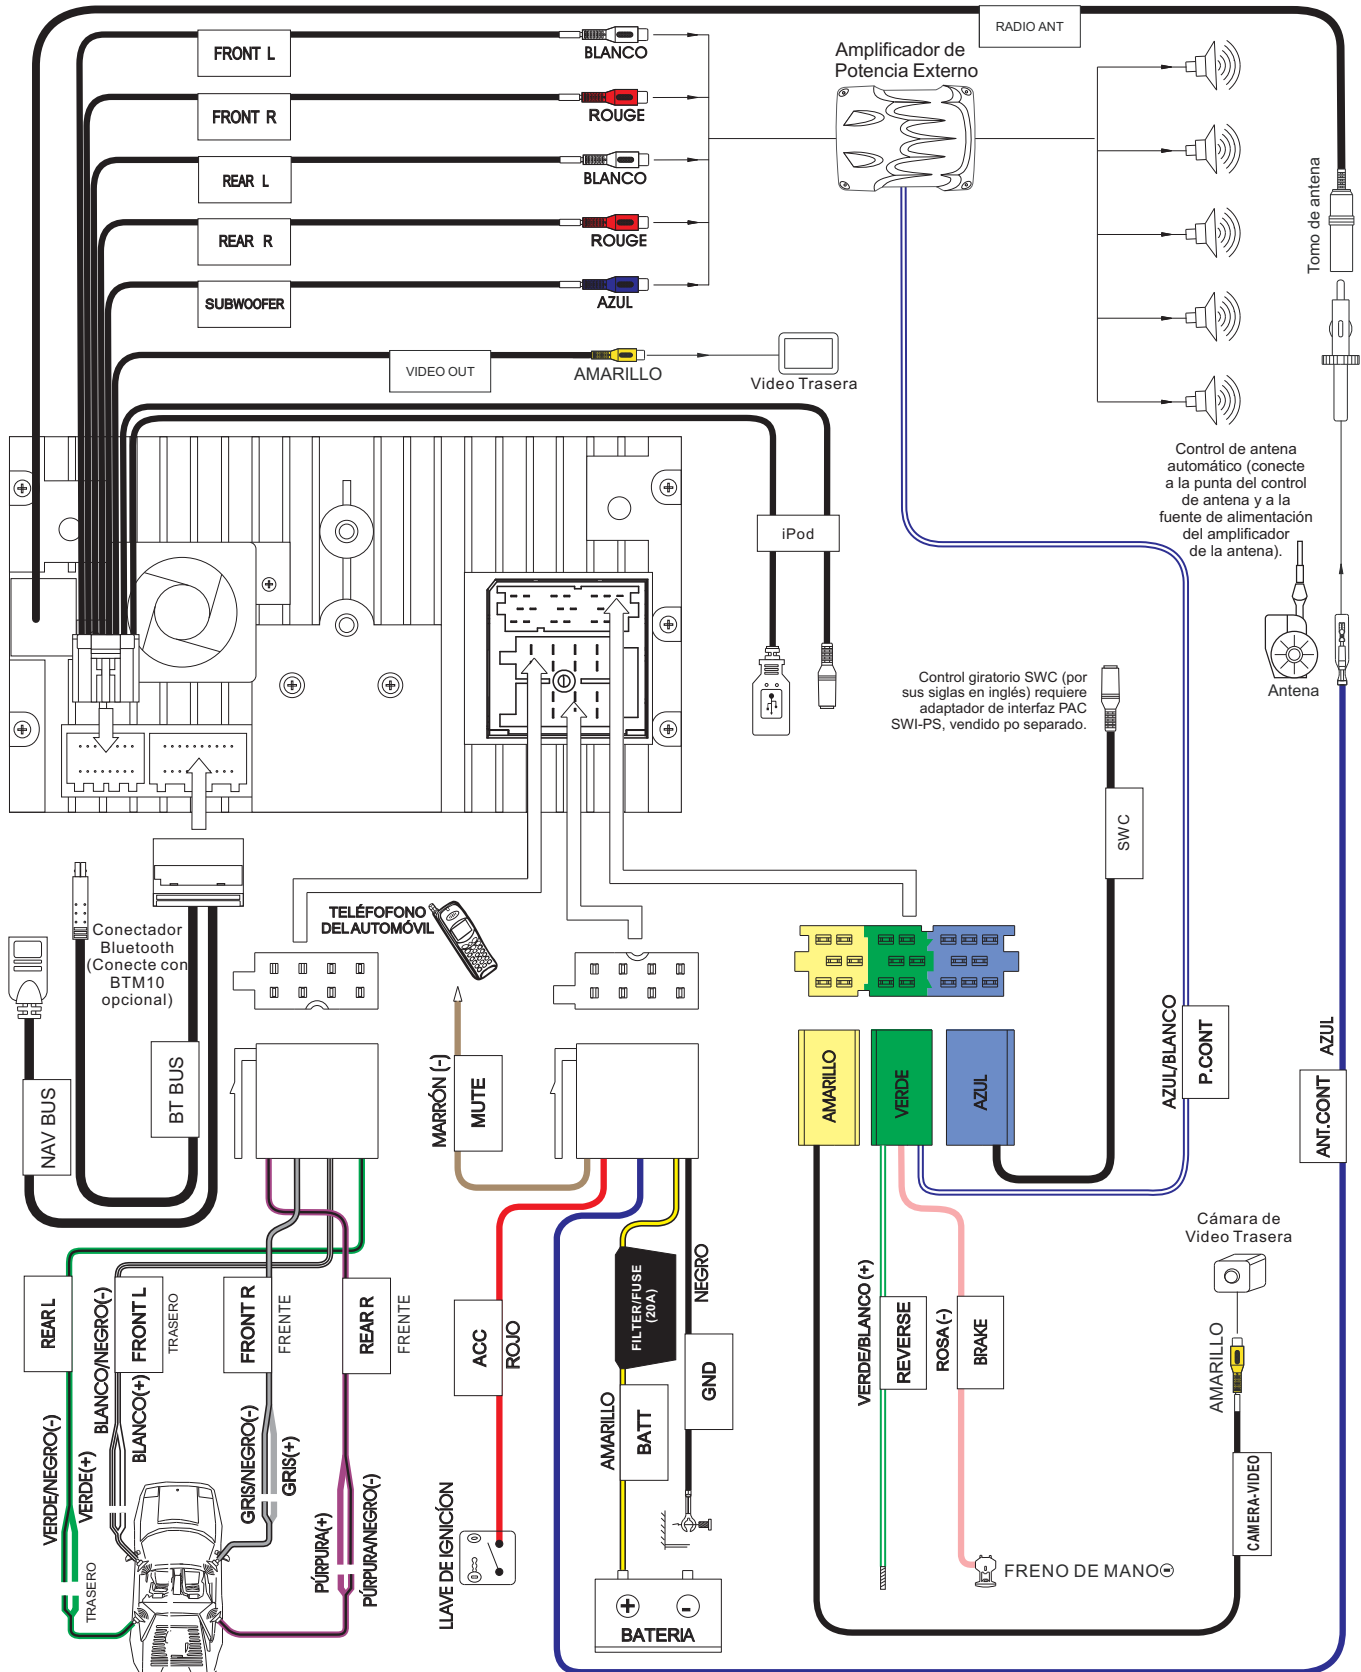 RADIO ANT
FRONT L
BLANCO
Amplificador de
Potencia Externo
FRONT R
ROUGE
REAR L
BLANCO
REAR R
ROUGE
SUBWOOFER
AZUL
Tomo de antena
VIDEO OUT
AMARILLO
Video Trasera
Control de antena
automático (conecte
a la punta del control
de antena y a la
fuente de alimentación
del amplificador
de la antena).
iPod
Antena
Control giratorio SWC (por
sus siglas en inglés) requiere
adaptador de interfaz PAC
SWI-PS, vendido po separado.
SWC
Conectador
Bluetooth
(Conecte con
BTM10
opcional)
TELÉFOFONO
DEL AUTOMÓVIL
NAV BUS
BT BUS
MARRÓN (-)
MUTE
AMARILLO
VERDE
AZUL
AZUL/BLANCO
P.CONT
AZUL
ANT.CONT
REAR L
BLANCO/NEGRO(-)
FRONT L
TRASERO
FRONT R
FRENTE
REAR R
FRENTE
ACC
ROJO
FILTER/FUSE
(20A)
NEGRO
GND
VERDE/BLANCO (+)
REVERSE
ROSA (-)
BRAKE
Cámara de
Video Trasera
AMARILLO
CAMERA-VIDEO
VERDE/NEGRO(-)
VERDE(+)
BLANCO(+)
GRIS/NEGRO(-)
GRIS(+)
AMARILLO
BATT
TRASERO
PÚRPURA(+)
PÚRPURA/NEGRO(-)
LLAVE DE IGNICÍON
+
-
BATERIA
FRENO DE MANO⊖